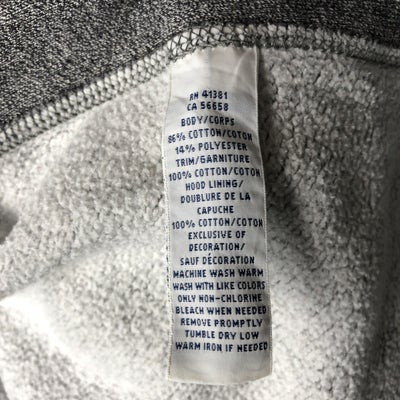 RN 41381
CA 56658
BODY/CORPS
86% COTTON/COTON
14% POLYESTER
TRIM/GARNITURE
100% COTTON/COTON
HOOD LINING/
DOUBLURE DE LA
CAPUCHE
100% COTTON/COTON
EXCLUSIVE OF
DECORATION/
SAUF DÉCORATION
MACHINE WASH WARM
WASH WITH LIKE COLORS
ONLY NON-CHLORINE
BLEACH WHEN NEEDED
REMOVE PROMPTLY
TUMBLE DRY LOW
WARM IRON IF NEEDED